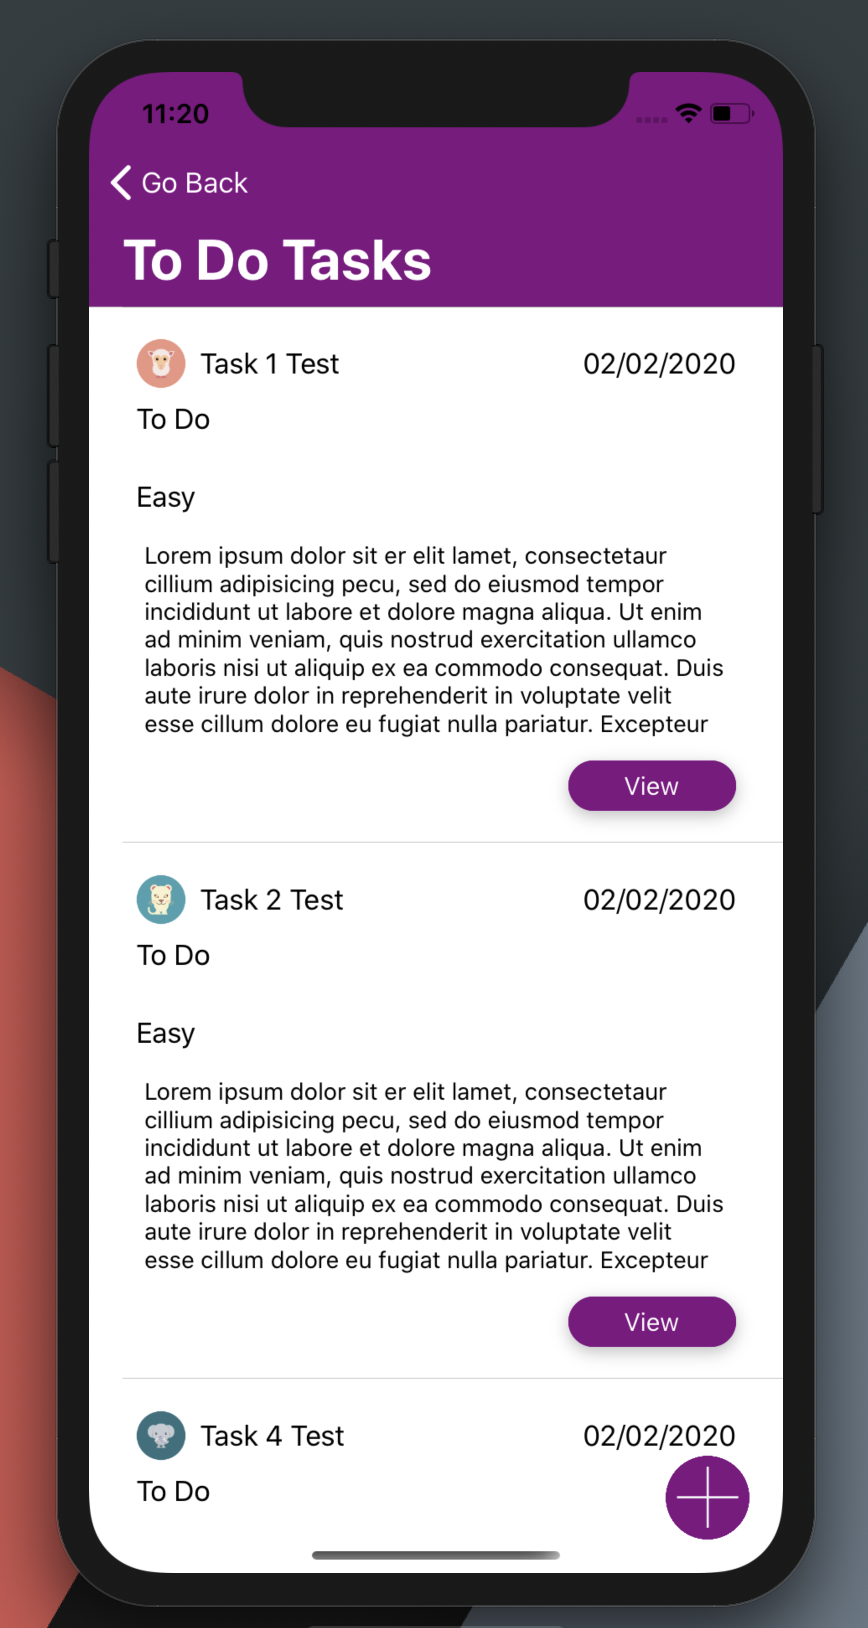 11:20
Go Back
To Do Tasks
Task 1 Test 02/02/2020
To Do
Easy
Lorem ipsum dolor sit er elit lamet, consectetaur
cillium adipisicing pecu, sed do eiusmod tempor
incididunt ut labore et dolore magna aliqua. Ut enim
ad minim veniam, quis nostrud exercitation ullamco
laboris nisi ut aliquip ex ea commodo consequat. Duis
aute irure dolor in reprehenderit in voluptate velit
esse cillum dolore eu fugiat nulla pariatur. Excepteur
View
Task 2 Test 02/02/2020
To Do
Easy
Lorem ipsum dolor sit er elit lamet, consectetaur
cillium adipisicing pecu, sed do eiusmod tempor
incididunt ut labore et dolore magna aliqua. Ut enim
ad minim veniam, quis nostrud exercitation ullamco
laboris nisi ut aliquip ex ea commodo consequat. Duis
aute irure dolor in reprehenderit in voluptate velit
esse cillum dolore eu fugiat nulla pariatur. Excepteur
View
Task 4 Test 02/02/2020
To Do